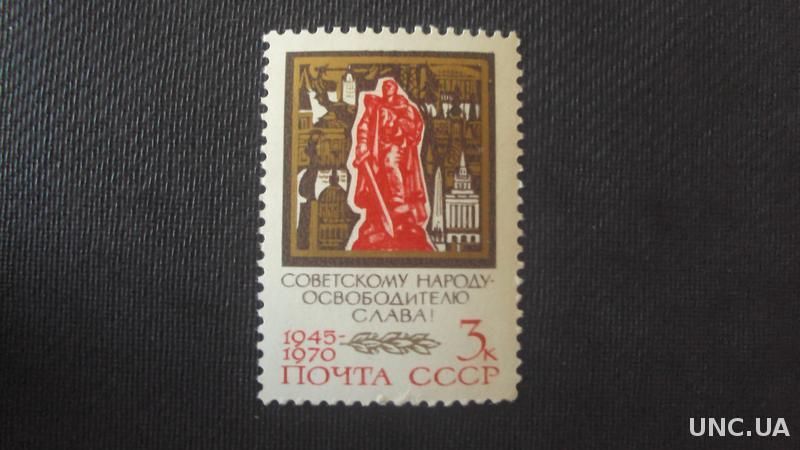 СОВЕТСКОМУ НАРОДУ-
ОСВОБОДИТЕЛЮ
СЛАВА!
1945-
1970
3к
ПОЧТА СССР
UNC.UA